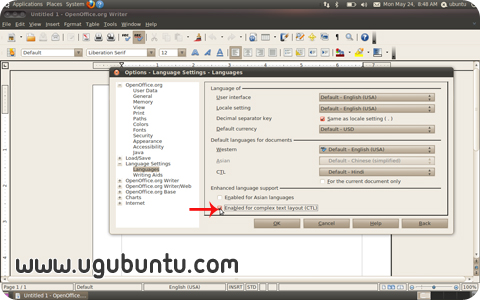 Applications Places System Mon May 24, 8:48 AM ubuntu
Untitled 1 - OpenOffice.org Writer
File Edit View Insert Format Table Tools Window Help
Default Liberation Serif 12
Options - Language Settings - Languages
OpenOffice.org
User Data
General
Memory
View
Print
Paths
Colors
Fonts
Security
Appearance
Accessibility
Java
Load/Save
Language Settings
Languages
Writing Aids
OpenOffice.org Writer
OpenOffice.org Writer/Web
OpenOffice.org Base
Charts
Internet
Language of
User interface Default - English (USA)
Locale setting Default - English (USA)
Decimal separator key Same as locale setting ( . )
Default currency Default - USD
Default languages for documents
Western Default - English (USA)
Asian Default - Chinese (simplified)
CTL Default - Hindi
For the current document only
Enhanced language support
Enabled for Asian languages
Enabled for complex text layout (CTL)
OK Cancel Help Back
www.ugubuntu.com
Page 1 / 1 Default English (USA) INSRT STD 100%
Untitled 1 - OpenOffic...